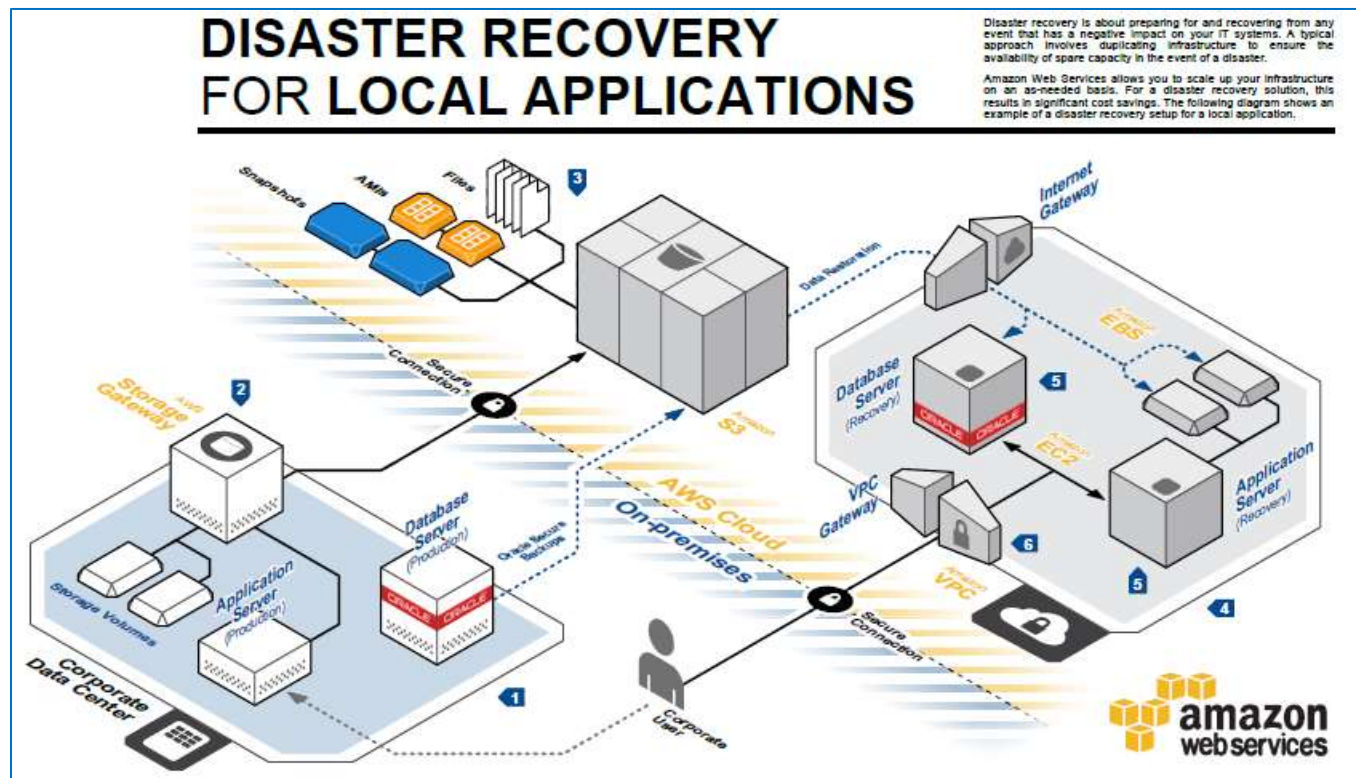 DISASTER RECOVERY
FOR LOCAL APPLICATIONS
Disaster recovery is about preparing for and recovering from any
event that has a negative impact on your IT systems. A typical
approach involves duplicating infrastructure to ensure the
availability of spare capacity in the event of a disaster.
Amazon Web Services allows you to scale up your infrastructure
on an as-needed basis. For a disaster recovery solution, this
results in significant cost savings. The following diagram shows an
example of a disaster recovery setup for a local application.
Snapshots
AMIs
Files
3
Internet
Gateway
Data Restoration
Amazon
EBS
Secure
Connection
2
AWS
Storage
Gateway
Amazon
S3
Database
Server
(Recovery)
5
ORACLE ORACLE
Amazon
EC2
Application
Server
(Recovery)
5
VPC
Gateway
6
Amazon
VPC
4
AWS Cloud
On-premises
Database
Server
(Production)
Oracle Secure
Backups
ORACLE ORACLE
Storage Volumes
Application
Server
(Production)
Corporate
Data Center
1
Secure
Connection
Corporate
User
amazon
web services